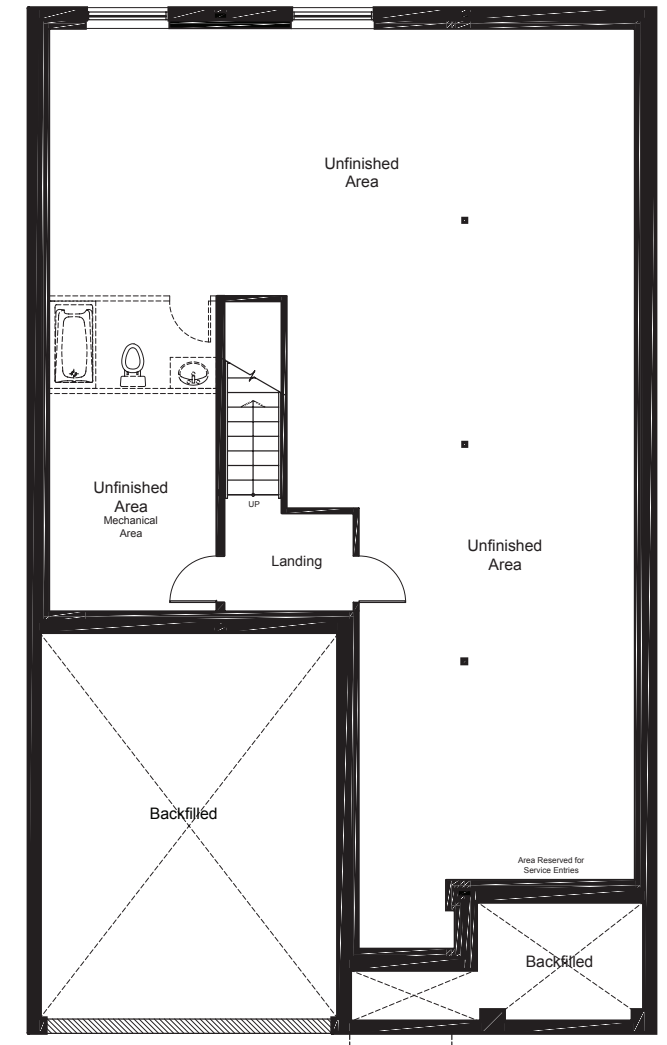 Unfinished
Area
Unfinished
Area
Mechanical
Area
UP
Landing
Unfinished
Area
Backfilled
Area Reserved for
Service Entries
Backfilled